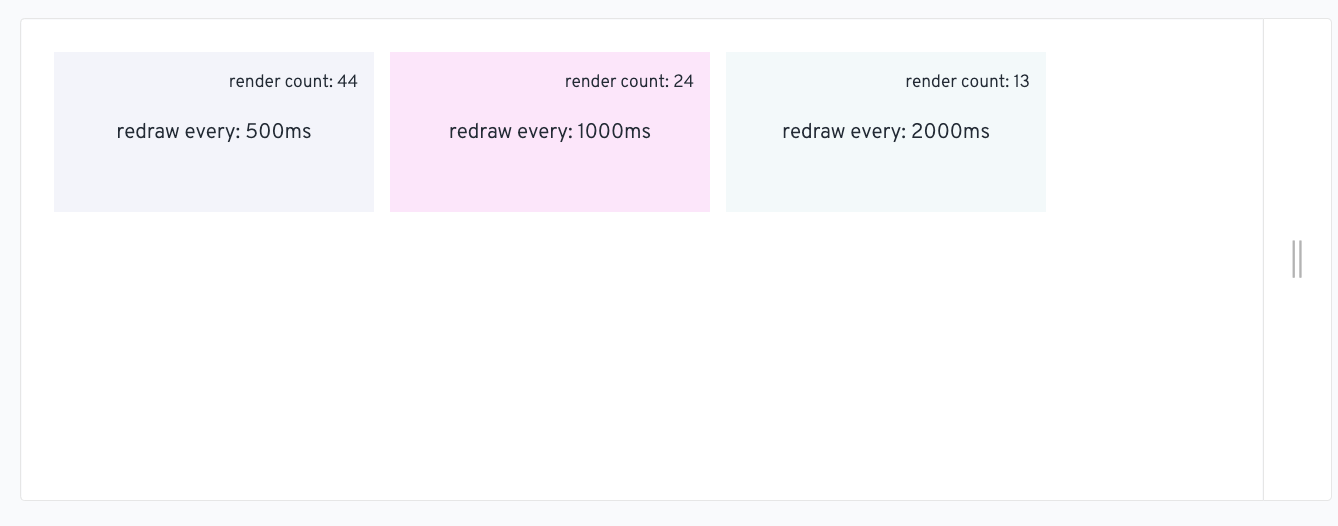 render count: 44
redraw every: 500ms
render count: 24
redraw every: 1000ms
render count: 13
redraw every: 2000ms